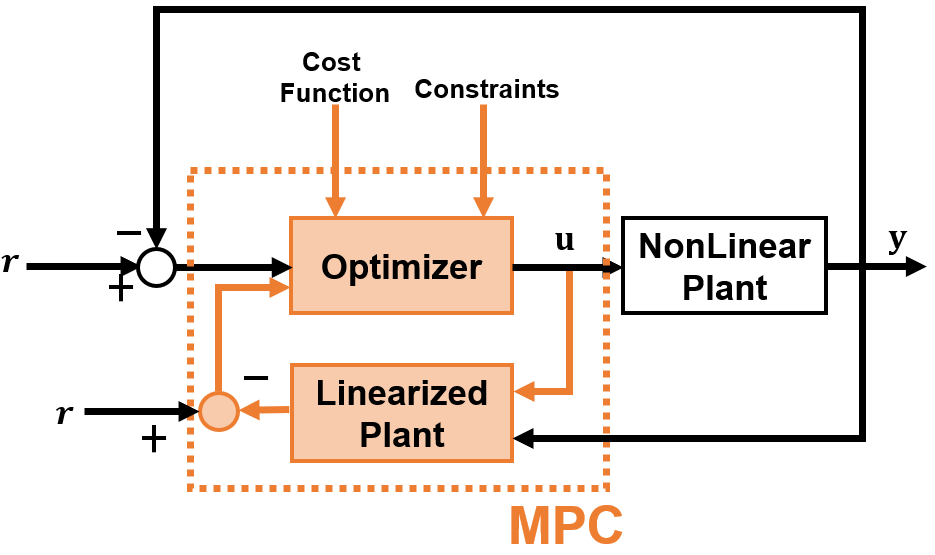 Cost
Function
Constraints
−
r
+
Optimizer
u
NonLinear
Plant
y
−
r
+
Linearized
Plant
MPC